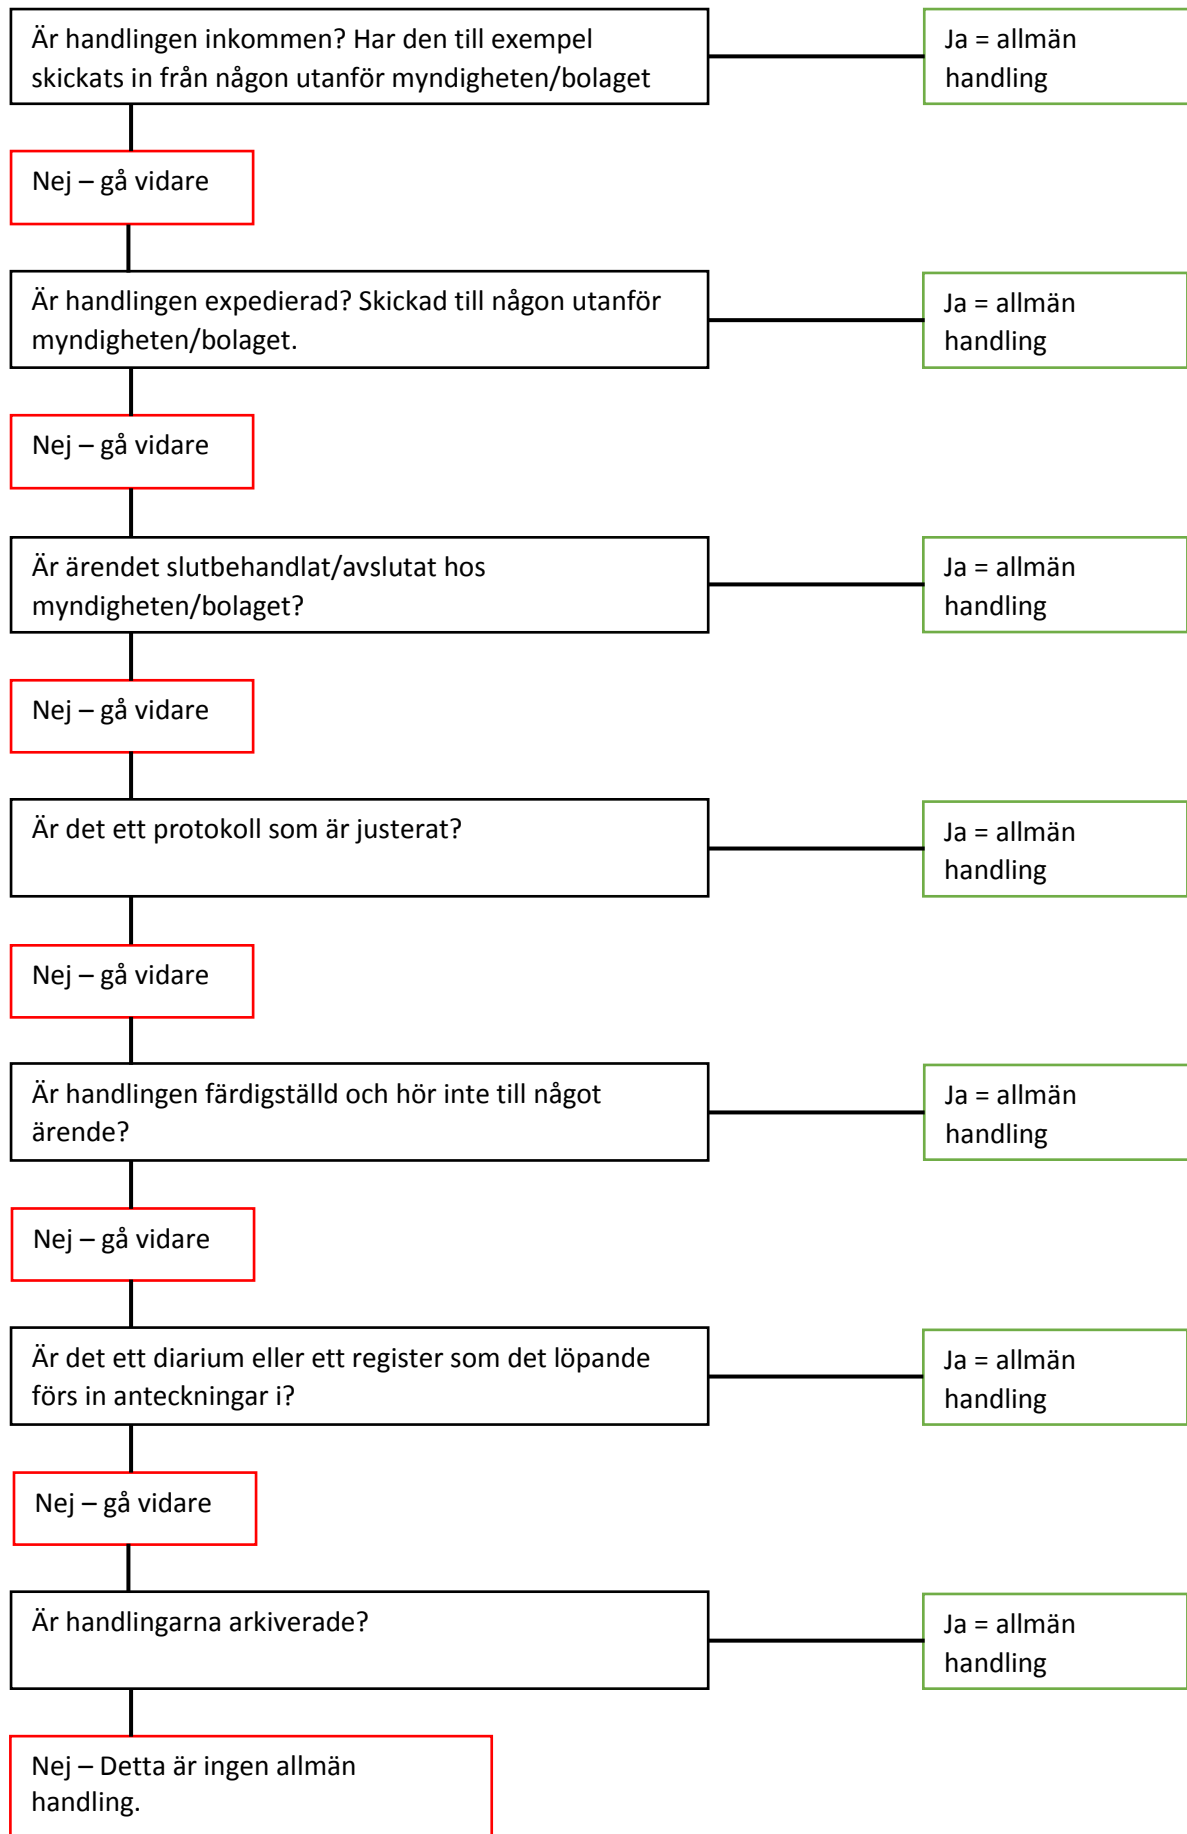 Är handlingen inkommen? Har den till exempel
skickats in från någon utanför myndigheten/bolaget
Ja = allmän
handling
Nej – gå vidare
Är handlingen expedierad? Skickad till någon utanför
myndigheten/bolaget.
Ja = allmän
handling
Nej – gå vidare
Är ärendet slutbehandlat/avslutat hos
myndigheten/bolaget?
Ja = allmän
handling
Nej – gå vidare
Är det ett protokoll som är justerat?
Ja = allmän
handling
Nej – gå vidare
Är handlingen färdigställd och hör inte till något
ärende?
Ja = allmän
handling
Nej – gå vidare
Är det ett diarium eller ett register som det löpande
förs in anteckningar i?
Ja = allmän
handling
Nej – gå vidare
Är handlingarna arkiverade?
Ja = allmän
handling
Nej – Detta är ingen allmän
handling.